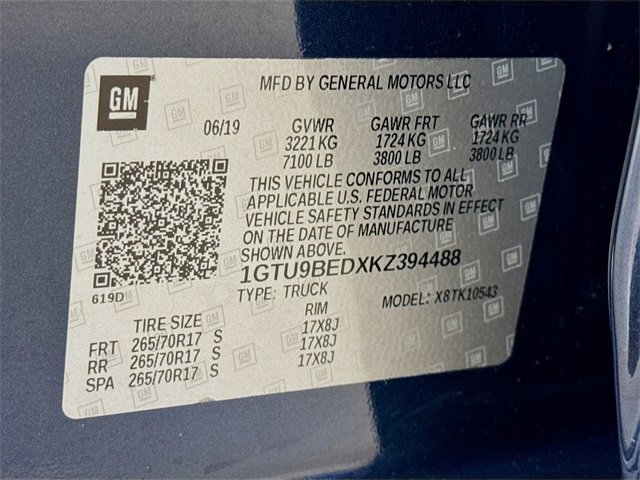 GM
MFD BY GENERAL MOTORS LLC
06/19 GVWR GAWR FRT GAWR RR
3221 KG 1724 KG 1724 KG
7100 LB 3800 LB 3800 LB
THIS VEHICLE CONFORMS TO ALL
APPLICABLE U.S. FEDERAL MOTOR
VEHICLE SAFETY STANDARDS IN EFFECT
ON THE DATE OF MANUFACTURE
SHOWN ABOVE.
1GTU9BEDXKZ394488
619D
TYPE: TRUCK MODEL: X8TK10543
TIRE SIZE RIM
FRT 265/70R17 S 17X8J
RR 265/70R17 S 17X8J
SPA 265/70R17 S 17X8J